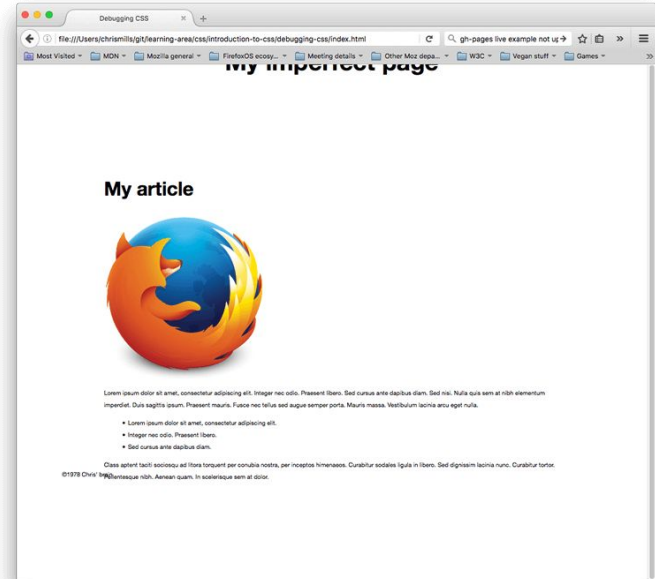 Debugging CSS
file:///Users/chrismills/git/learning-area/css/introduction-to-css/debugging-css/index.html
gh-pages live example not up
Most Visited MDN Mozilla general FirefoxOS ecosy... Meeting details Other Moz depa... W3C Vegan stuff Games
My imperfect page
My article
Lorem ipsum dolor sit amet, consectetur adipiscing elit. Integer nec odio. Praesent libero. Sed cursus ante dapibus diam. Sed nisi. Nulla quis sem at nibh elementum
imperdiet. Duis sagittis ipsum. Praesent mauris. Fusce nec tellus sed augue semper porta. Mauris massa. Vestibulum lacinia arcu eget nulla.
• Lorem ipsum dolor sit amet, consectetur adipiscing elit.
• Integer nec odio. Praesent libero.
• Sed cursus ante dapibus diam.
Class aptent taciti sociosqu ad litora torquent per conubia nostra, per inceptos himenaeos. Curabitur sodales ligula in libero. Sed dignissim lacinia nunc. Curabitur tortor.
©1978 Chris' brain
Pellentesque nibh. Aenean quam. In scelerisque sem at dolor.